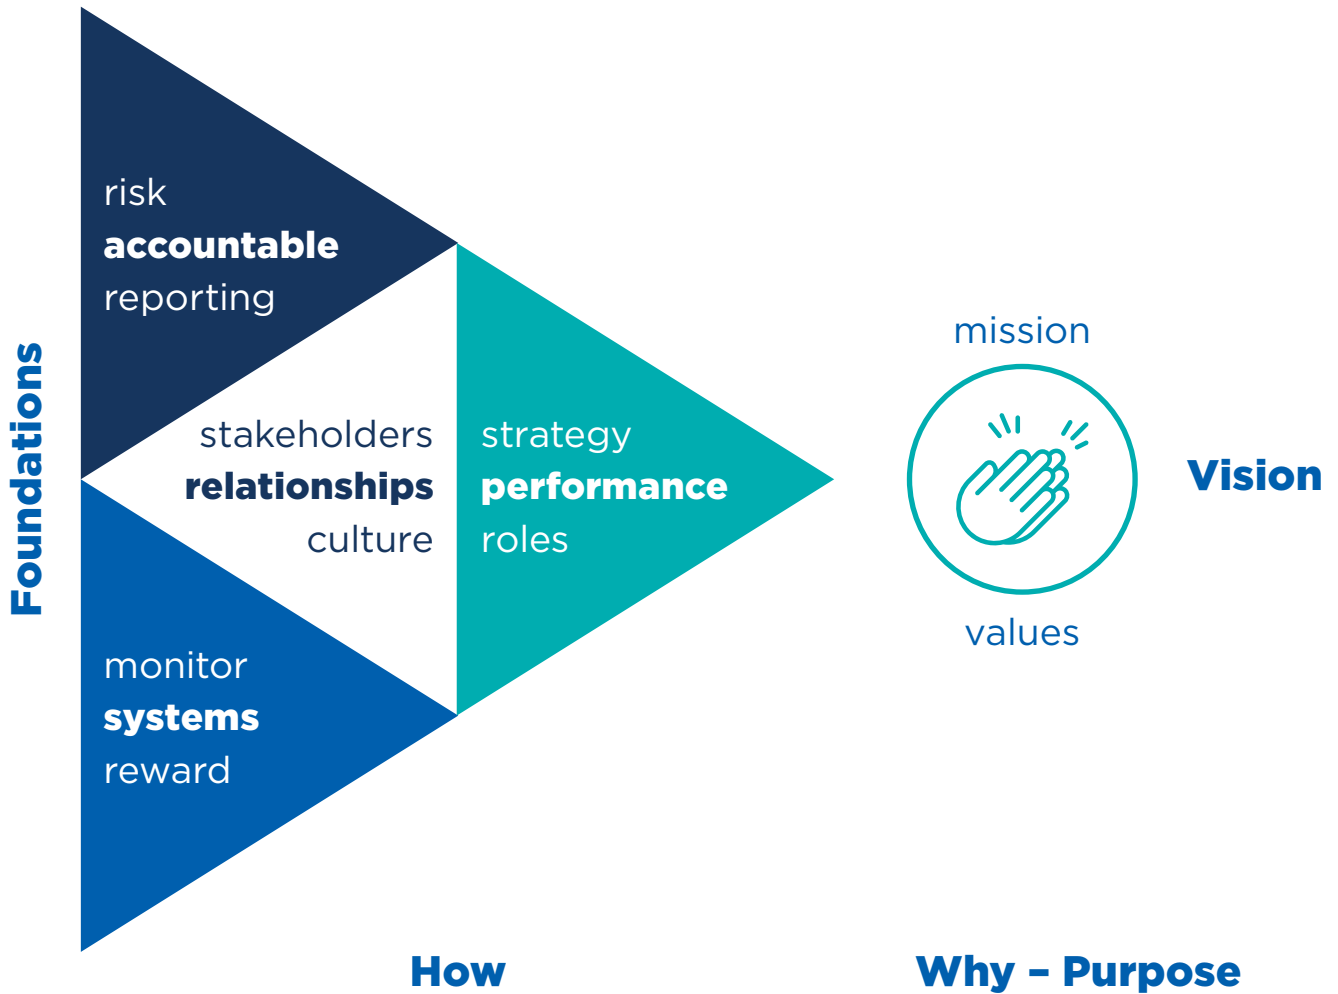 Foundations
risk
accountable
reporting
stakeholders
relationships
culture
strategy
performance
roles
monitor
systems
reward
mission
values
Vision
How
Why – Purpose